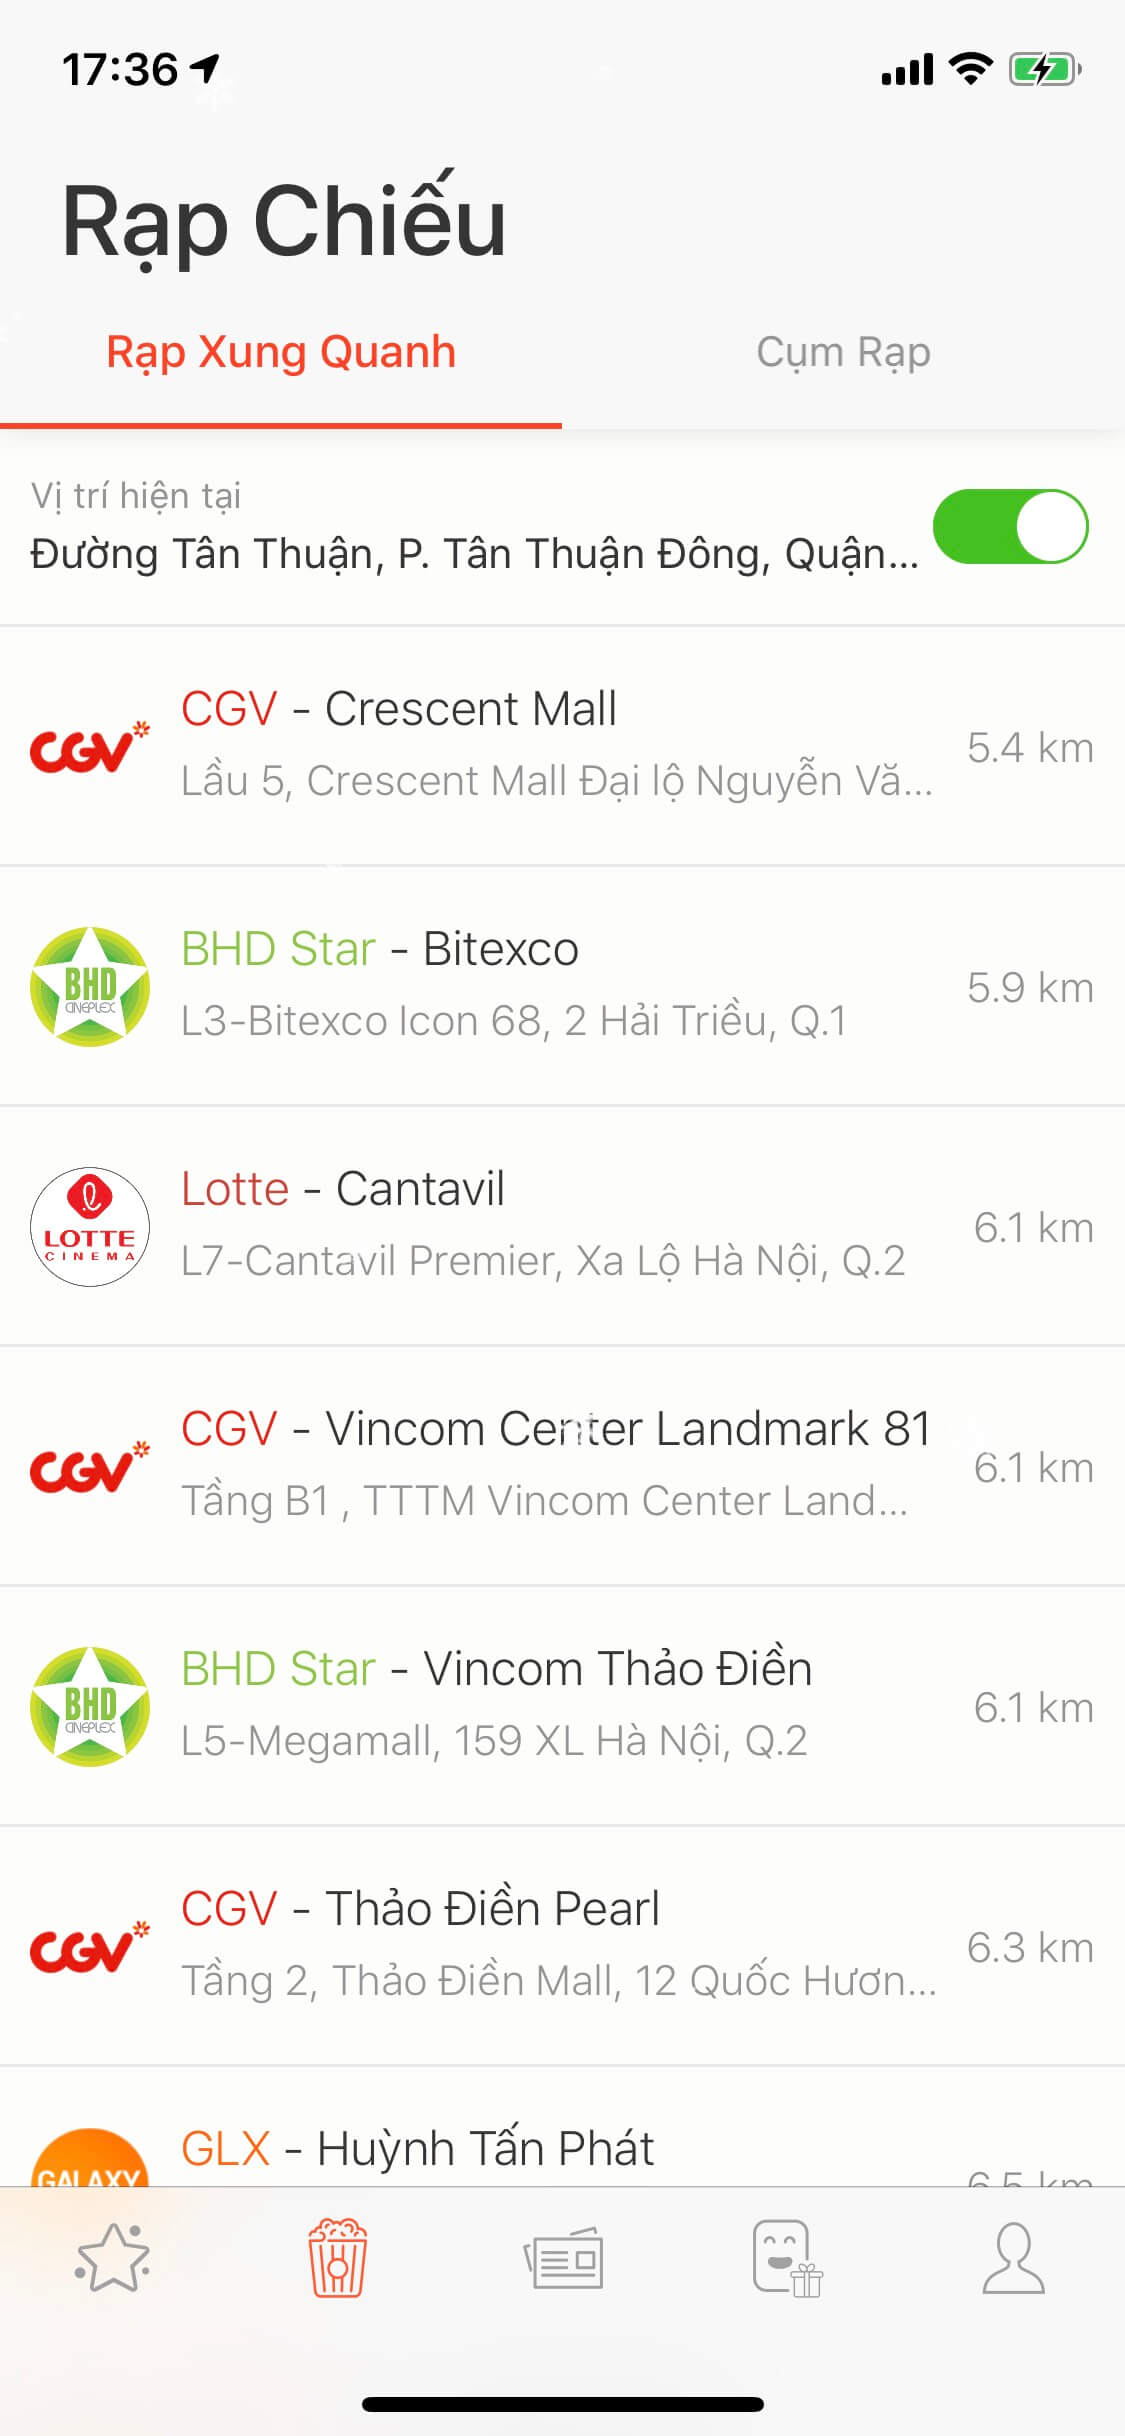 17:36
Rạp Chiếu
Rạp Xung Quanh
Cụm Rạp
Vị trí hiện tại
Đường Tân Thuận, P. Tân Thuận Đông, Quận...
CGV
CGV - Crescent Mall
Lầu 5, Crescent Mall Đại lộ Nguyễn Vă...
5.4 km
BHD
CINEPLEX
BHD Star - Bitexco
L3-Bitexco Icon 68, 2 Hải Triều, Q.1
5.9 km
LOTTE
CINEMA
Lotte - Cantavil
L7-Cantavil Premier, Xa Lộ Hà Nội, Q.2
6.1 km
CGV
CGV - Vincom Center Landmark 81
Tầng B1 , TTTM Vincom Center Land...
6.1 km
BHD
CINEPLEX
BHD Star - Vincom Thảo Điền
L5-Megamall, 159 XL Hà Nội, Q.2
6.1 km
CGV
CGV - Thảo Điền Pearl
Tầng 2, Thảo Điền Mall, 12 Quốc Hươn...
6.3 km
GALAXY
GLX - Huỳnh Tấn Phát
6.5 km